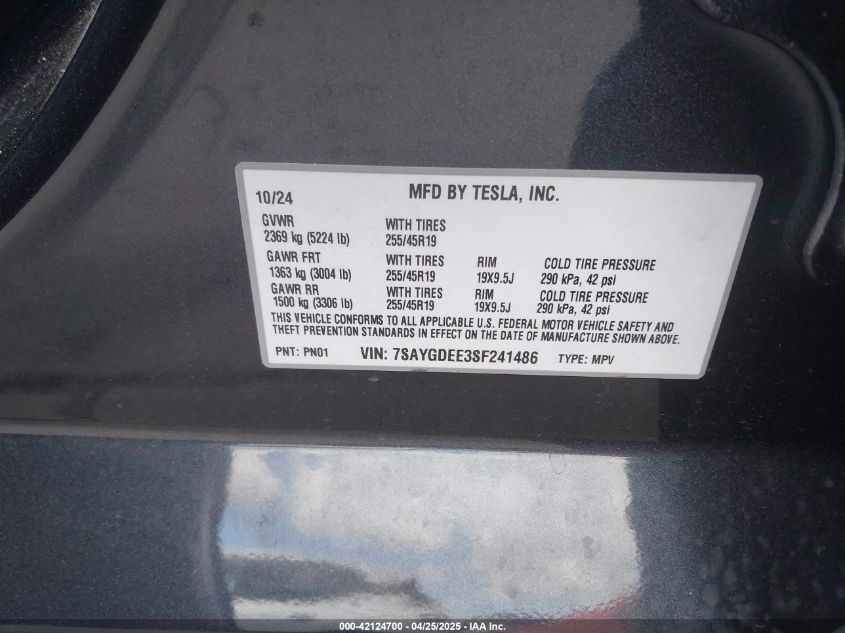 10/24 MFD BY TESLA, INC.
GVWR WITH TIRES
2369 kg (5224 lb) 255/45R19
GAWR FRT WITH TIRES RIM COLD TIRE PRESSURE
1363 kg (3004 lb) 255/45R19 19X9.5J 290 kPa, 42 psi
GAWR RR WITH TIRES RIM COLD TIRE PRESSURE
1500 kg (3306 lb) 255/45R19 19X9.5J 290 kPa, 42 psi
THIS VEHICLE CONFORMS TO ALL APPLICABLE U.S. FEDERAL MOTOR VEHICLE SAFETY AND
THEFT PREVENTION STANDARDS IN EFFECT ON THE DATE OF MANUFACTURE SHOWN ABOVE.
PNT: PN01 VIN: 7SAYGDEE3SF241486 TYPE: MPV
000-42124700 - 04/25/2025 - IAA Inc.